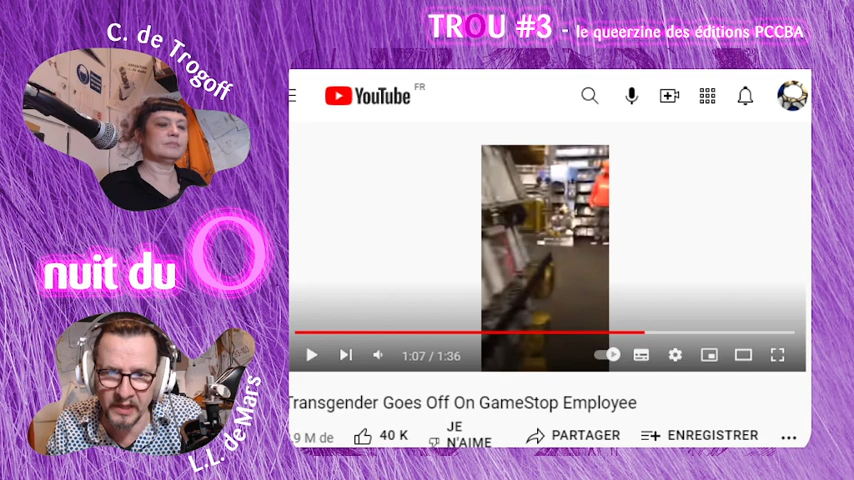 C. de Trogoff
TROU #3 - le queerzine des éditions PCCBA
YouTube FR
nuit du O
1:07 / 1:36
Transgender Goes Off On GameStop Employee
9 M de
40 K
JE
N'AIME
PARTAGER
ENREGISTRER
L.L. de Mars